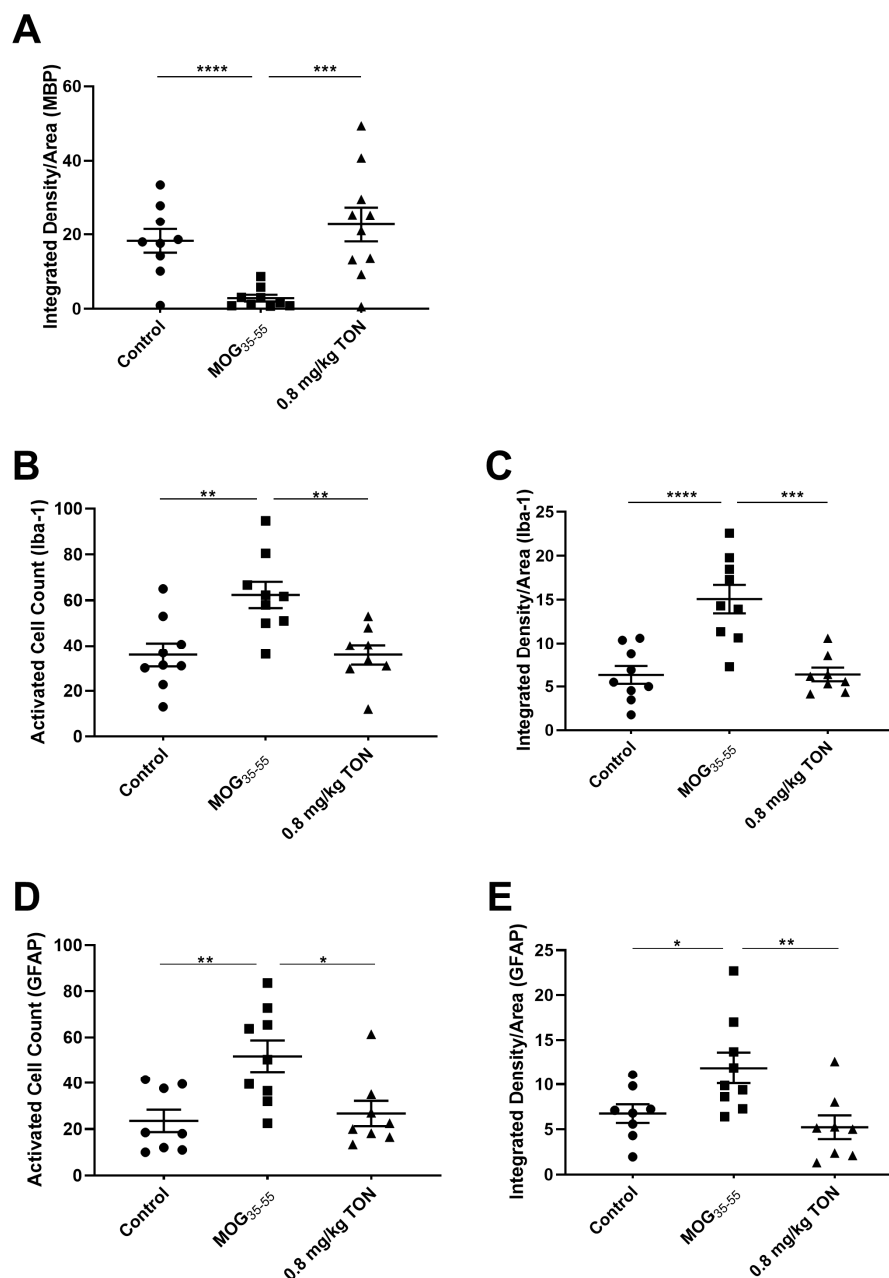 A
**** ***
Integrated Density/Area (MBP)
60
40
20
0
Control
MOG35-55
0.8 mg/kg TON
B
** **
Activated Cell Count (Iba-1)
100
80
60
40
20
0
Control
MOG35-55
0.8 mg/kg TON
C
**** ***
Integrated Density/Area (Iba-1)
25
20
15
10
5
0
Control
MOG35-55
0.8 mg/kg TON
D
** *
Activated Cell Count (GFAP)
100
80
60
40
20
0
Control
MOG35-55
0.8 mg/kg TON
E
* **
Integrated Density/Area (GFAP)
25
20
15
10
5
0
Control
MOG35-55
0.8 mg/kg TON